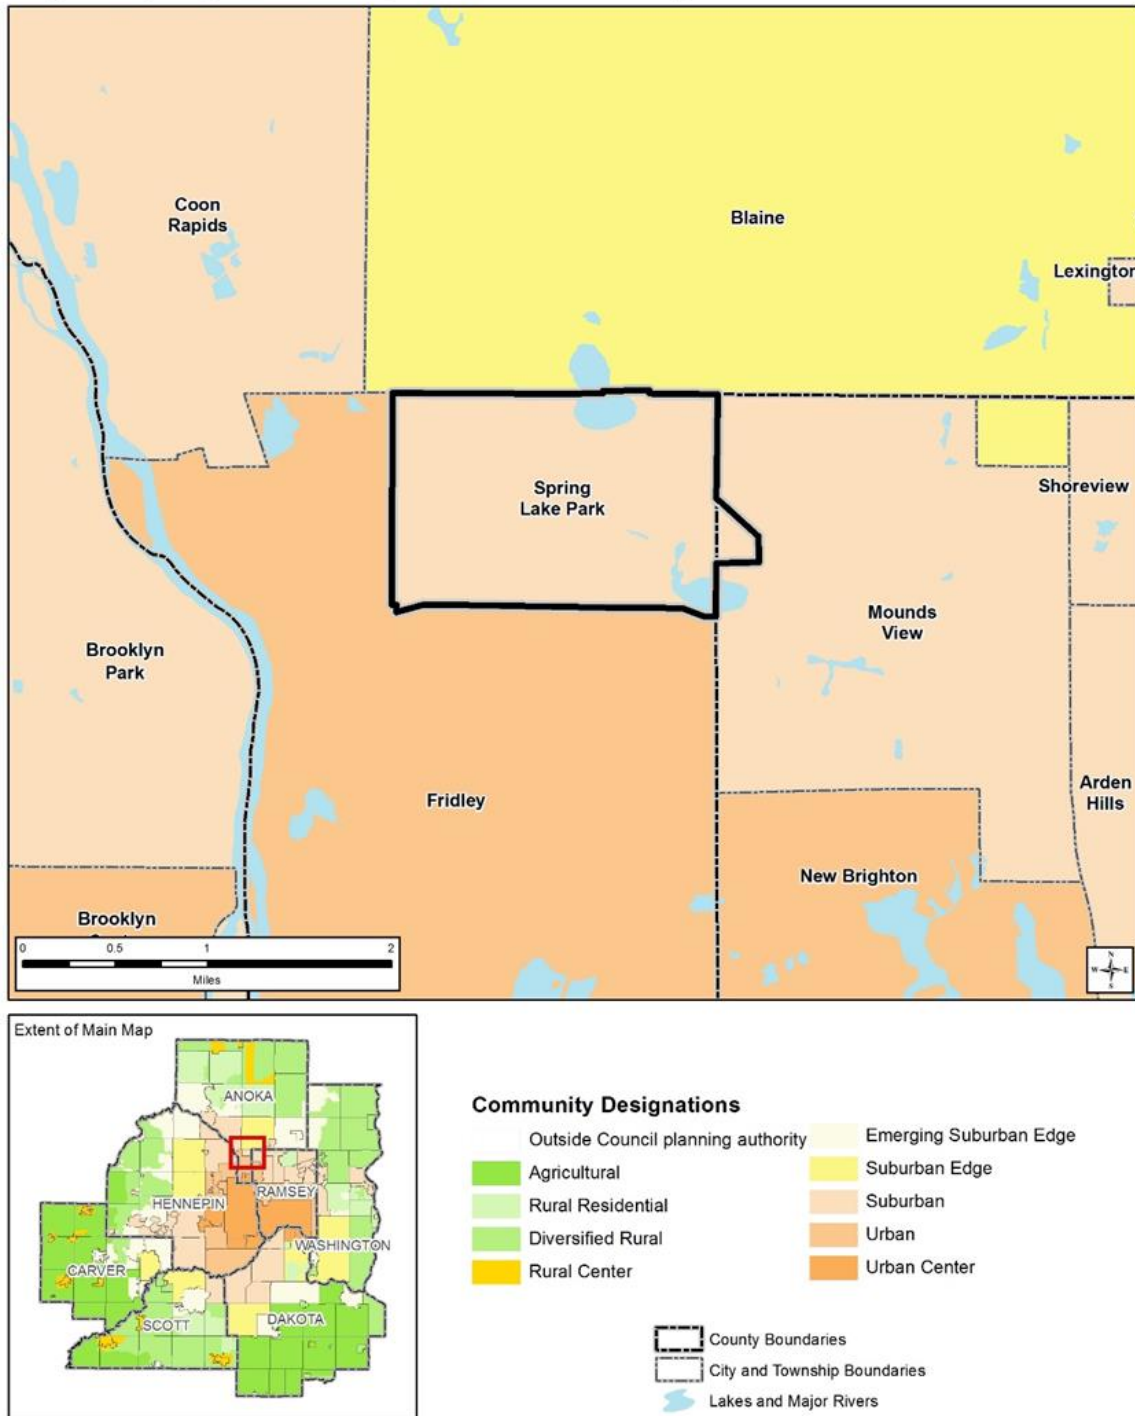 Coon
Rapids
Blaine
Lexington
Spring
Lake Park
Shoreview
Mounds
View
Brooklyn
Park
Fridley
Arden
Hills
New Brighton
Brooklyn
0 0.5 1 2
Miles
N
W E
S
Extent of Main Map
ANOKA
HENNEPIN
RAMSEY
WASHINGTON
CARVER
SCOTT
DAKOTA
Community Designations
Outside Council planning authority
Agricultural
Rural Residential
Diversified Rural
Rural Center
Emerging Suburban Edge
Suburban Edge
Suburban
Urban
Urban Center
County Boundaries
City and Township Boundaries
Lakes and Major Rivers